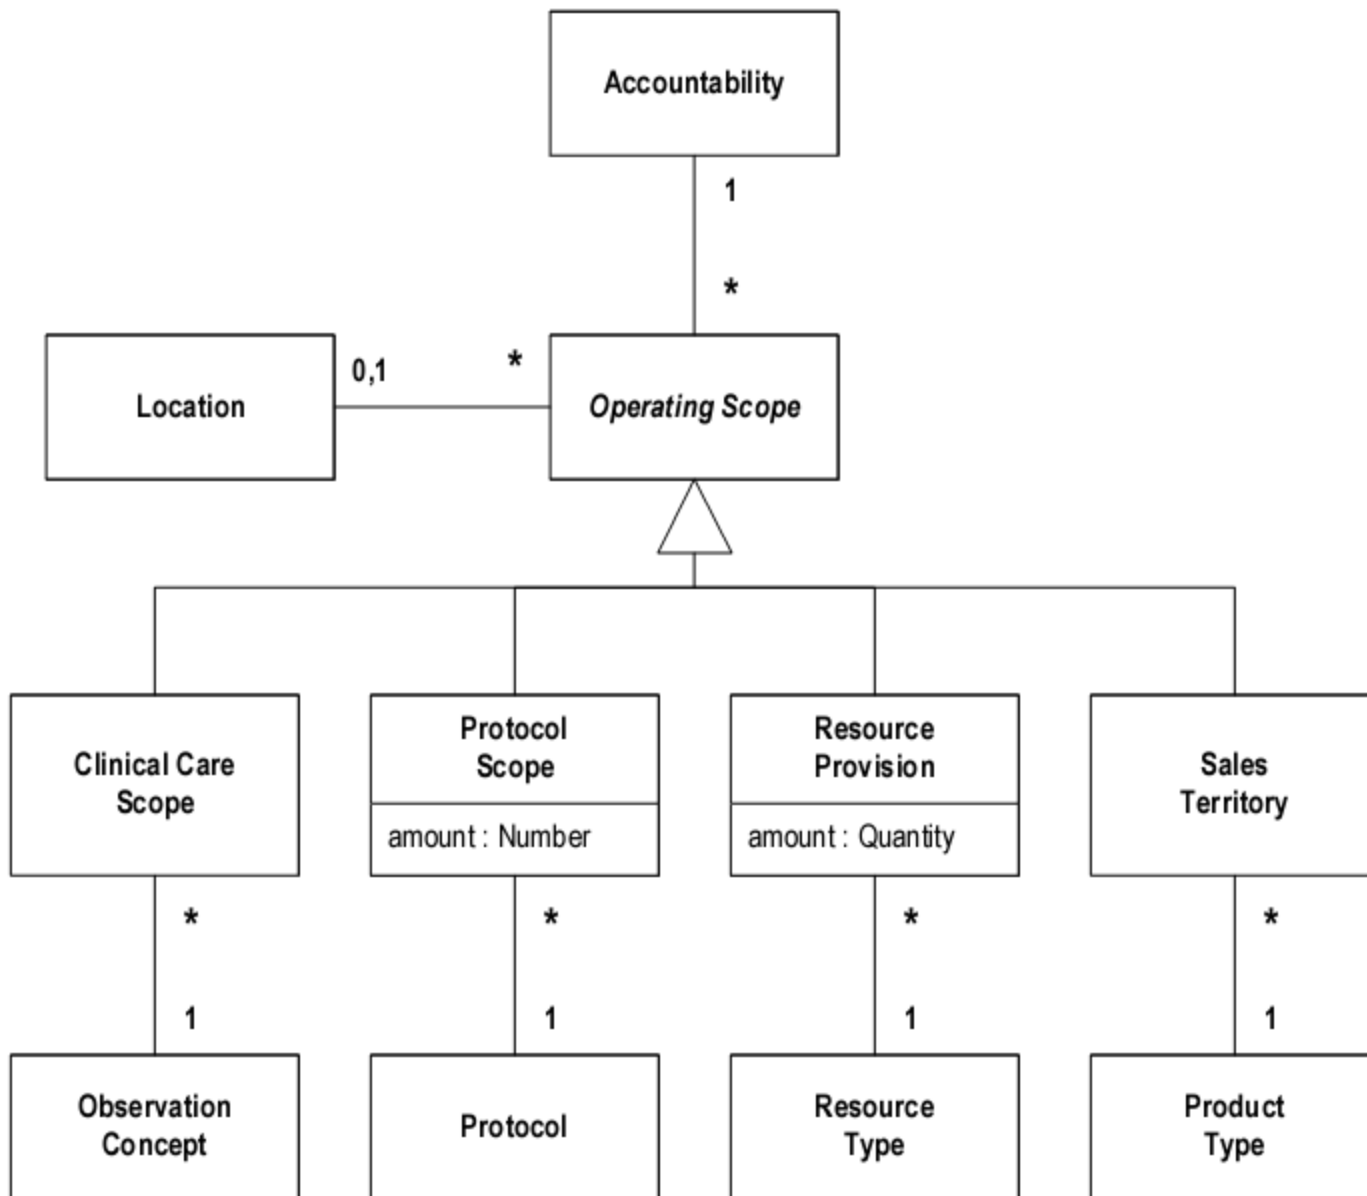 Accountability
1
*
0,1
*
Location
Operating Scope
Clinical Care
Scope
Protocol
Scope
amount : Number
Resource
Provision
amount : Quantity
Sales
Territory
*
*
*
*
1
1
1
1
Observation
Concept
Protocol
Resource
Type
Product
Type